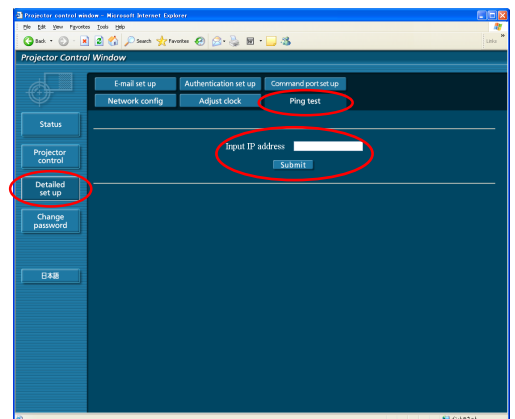 Projector control window - Microsoft Internet Explorer
File Edit View Favorites Tools Help
Back Search Favorites Links
Projector Control Window
E-mail set up Authentication set up Command port set up
Network config Adjust clock Ping test
Status
Projector
control
Detailed
set up
Change
password
日本語
Input IP address
Submit